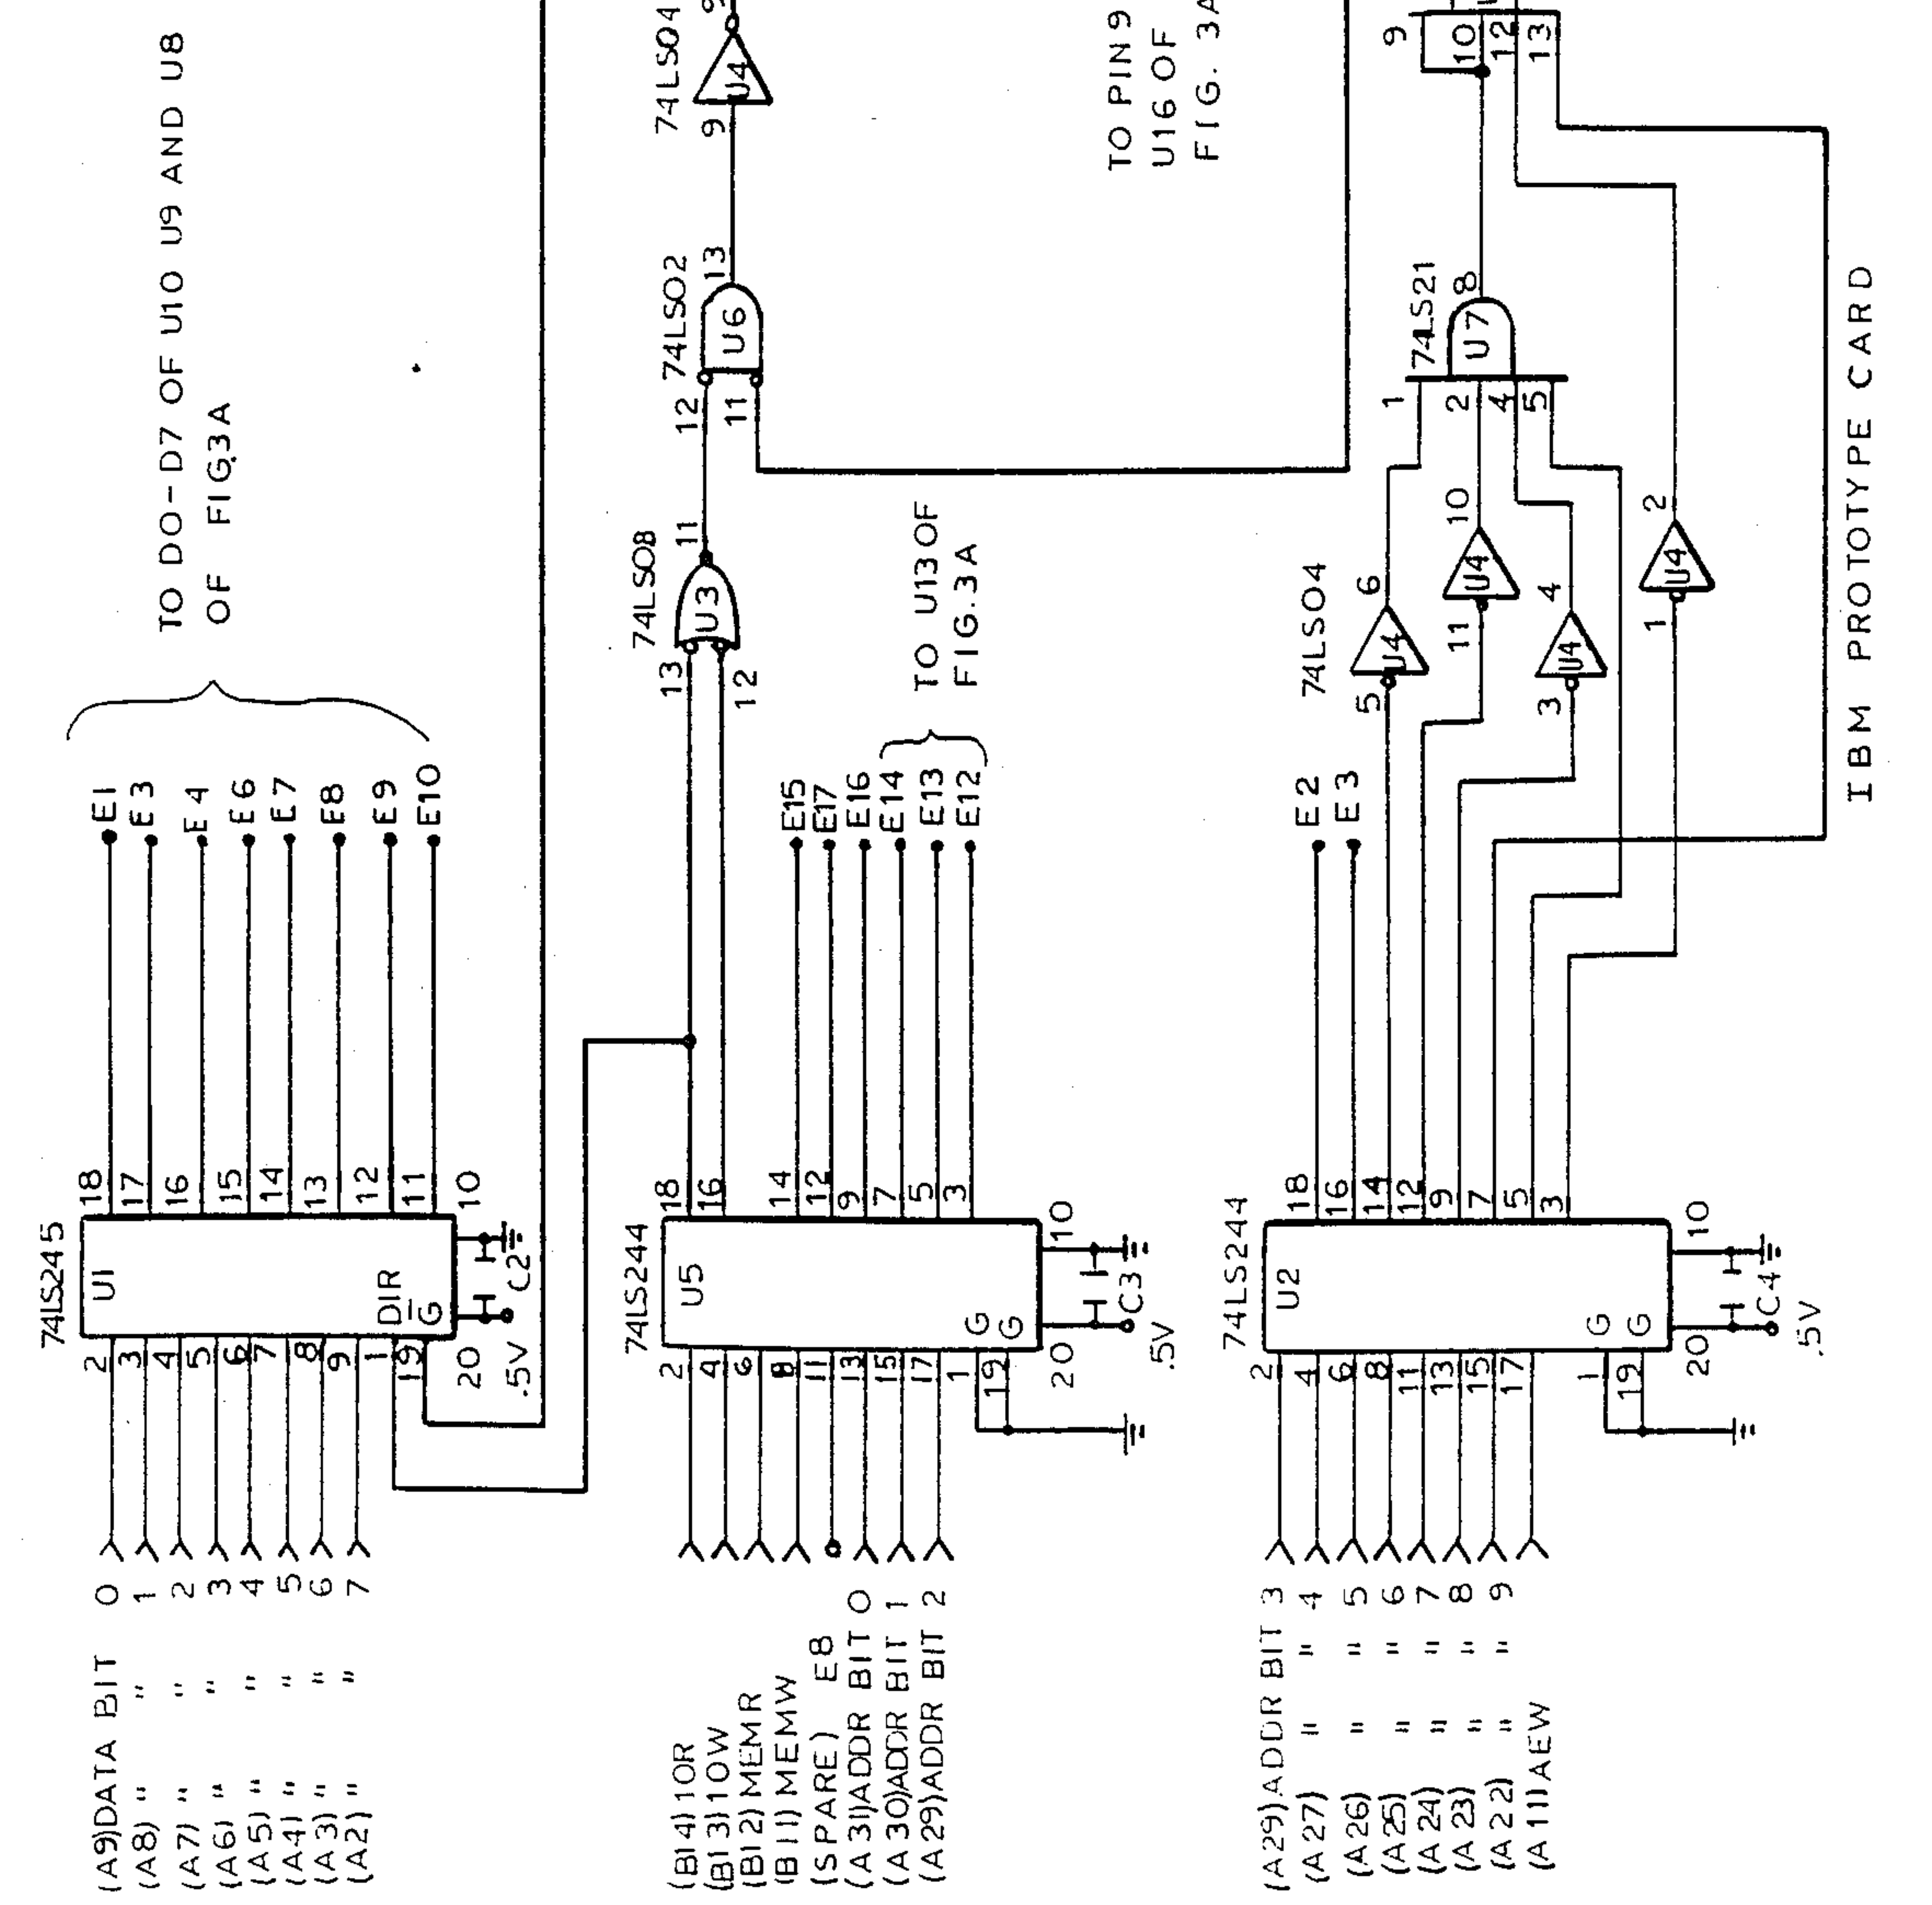 74LS245
U1
DIR
G
(A9)DATA BIT 0
(A8) " " 1
(A7) " " 2
(A6) " " 3
(A5) " " 4
(A4) " " 5
(A3) " " 6
(A2) " " 7
2
3
4
5
6
7
8
9
1
19
20
.5V
C2
10
18
17
16
15
14
13
12
11
E1
E3
E4
E6
E7
E8
E9
E10
TO D0-D7 OF U10 U9 AND U8
OF FIG.3A
74LS244
U5
G
G
(B14)10R
(B13)10W
(B12)MEMR
(B11)MEMW
(SPARE) E8
(A31)ADDR BIT 0
(A30)ADDR BIT 1
(A29)ADDR BIT 2
2
4
6
8
11
13
15
17
1
19
20
.5V
C3
10
18
16
14
12
9
7
5
3
E15
E17
E16
E14
E13
E12
TO U13 OF
FIG.3A
74LS08
13
12
U3
11
74LS02
12
11
U6
13
74LS04
9
U4
TO PIN 9
U16 OF
FIG. 3A
74LS244
U2
G
G
(A29)ADDR BIT 3
(A27) " " 4
(A26) " " 5
(A25) " " 6
(A24) " " 7
(A23) " " 8
(A22) " " 9
(A11)AEW
2
4
6
8
11
13
15
17
1
19
20
.5V
C4
10
18
16
14
12
9
7
5
3
E2
E3
74LS04
5
U4
6
11
U4
10
3
U4
4
1
U4
2
74LS21
1
2
4
5
U7
8
9
10
12
13
IBM PROTOTYPE CARD